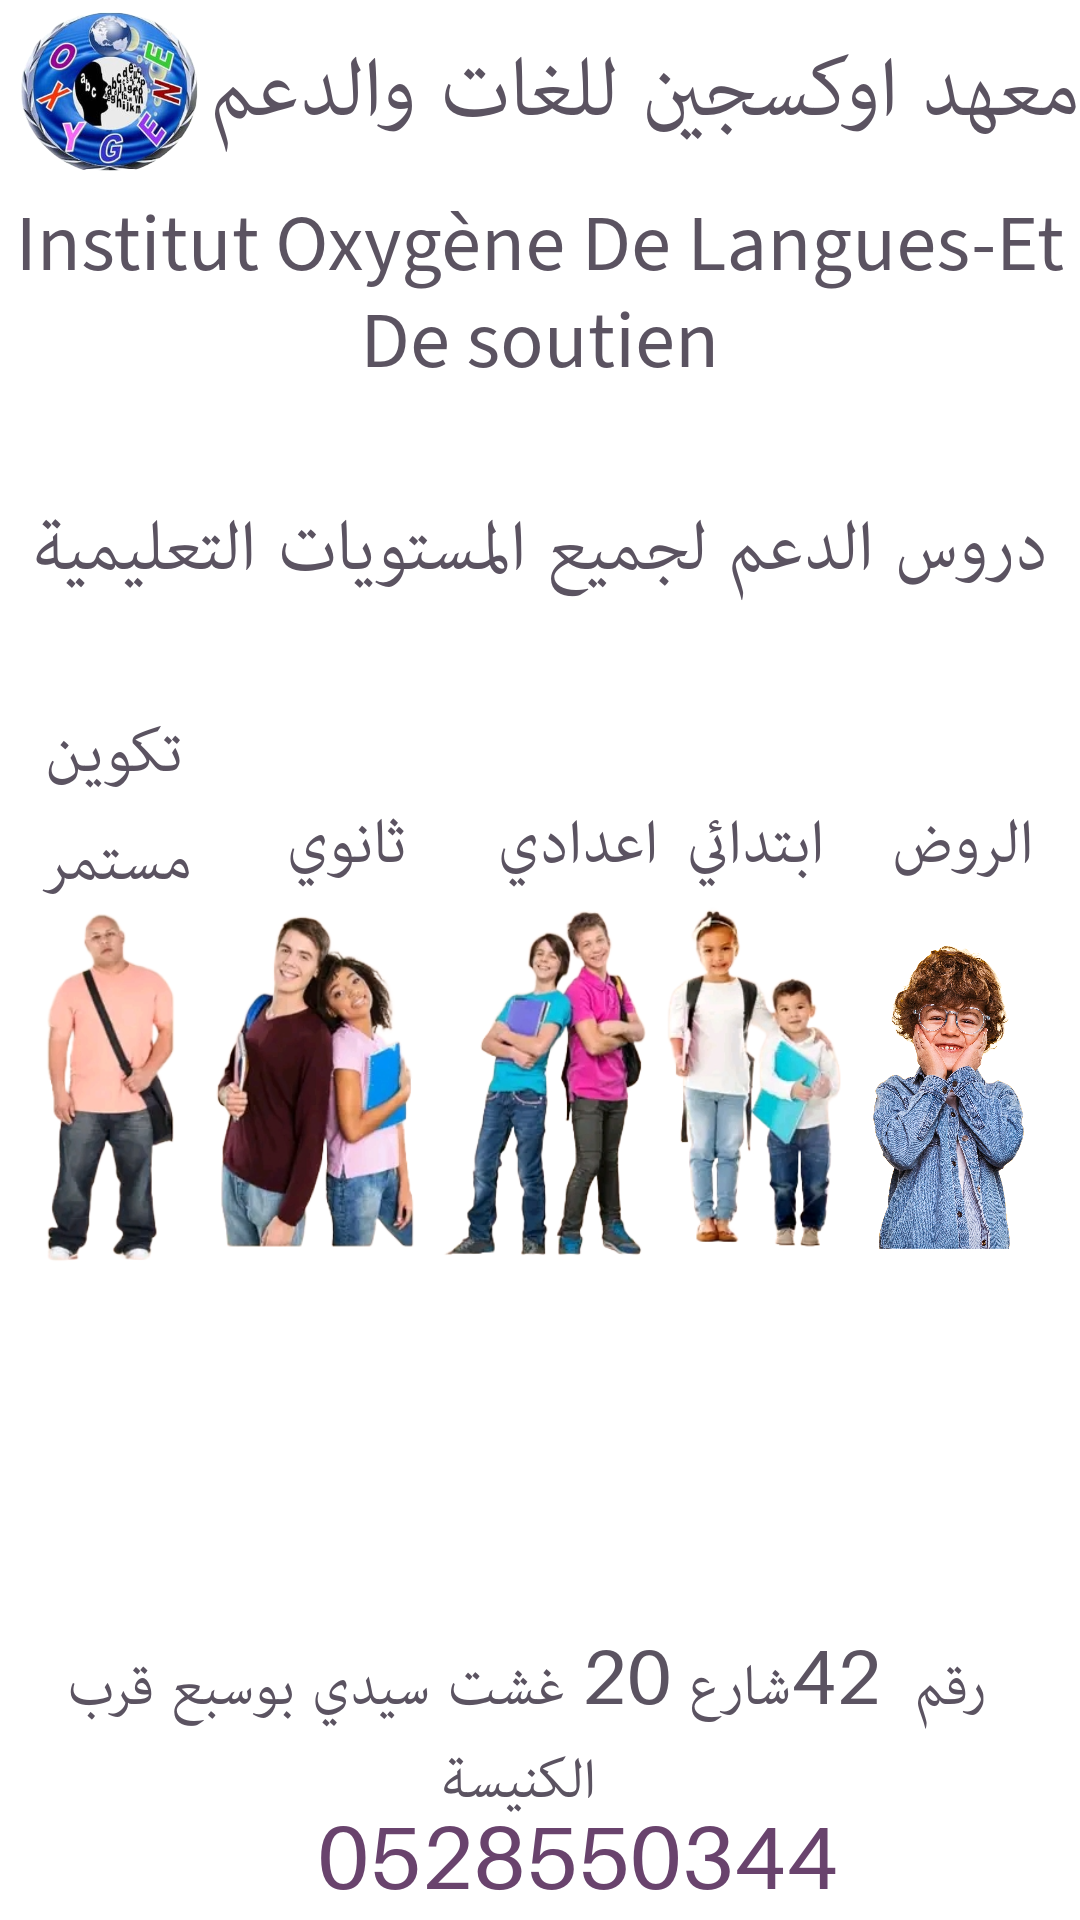 معهد اوكسجين للغات والدعم
OXYGENE
Institut Oxygène De Langues-Et
De soutien
دروس الدعم لجميع المستويات التعليمية
الروض
ابتدائي
اعدادي
ثانوي
تكوين
مستمر
رقم 42شارع 20 غشت سيدي بوسبع قرب
الكنيسة
0528550344